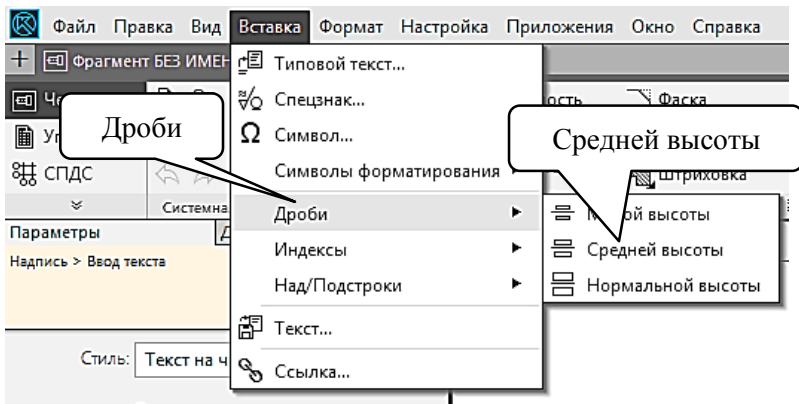 Файл Правка Вид Вставка Формат Настройка Приложения Окно Справка
Фрагмент БЕЗ ИМЕН
Типовой текст...
Спецзнак...
Фаска
Символ...
Дроби
Средней высоты
СПДС
Символы форматирования
Штриховка
Системна
Дроби
Малой высоты
Параметры
Индексы
Средней высоты
Надпись > Ввод текста
Над/Подстроки
Нормальной высоты
Текст...
Стиль: Текст на ч
Ссылка...